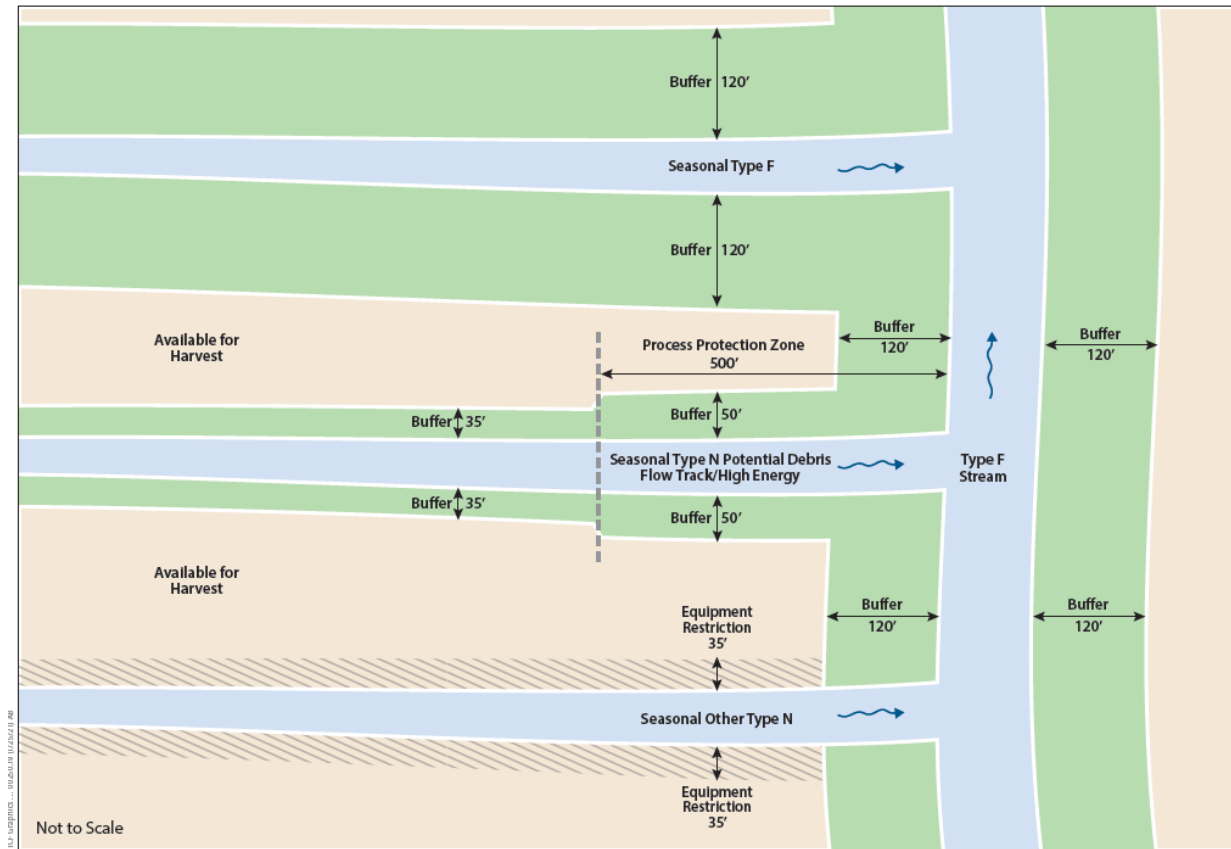 Buffer 120’
Seasonal Type F
Buffer 120’
Available for
Harvest
Process Protection Zone
500’
Buffer
120’
Buffer
120’
Buffer 35’
Buffer 50’
Seasonal Type N Potential Debris
Flow Track/High Energy
Type F
Stream
Buffer 35’
Buffer 50’
Available for
Harvest
Equipment
Restriction
35’
Buffer
120’
Buffer
120’
Seasonal Other Type N
Equipment
Restriction
35’
Not to Scale